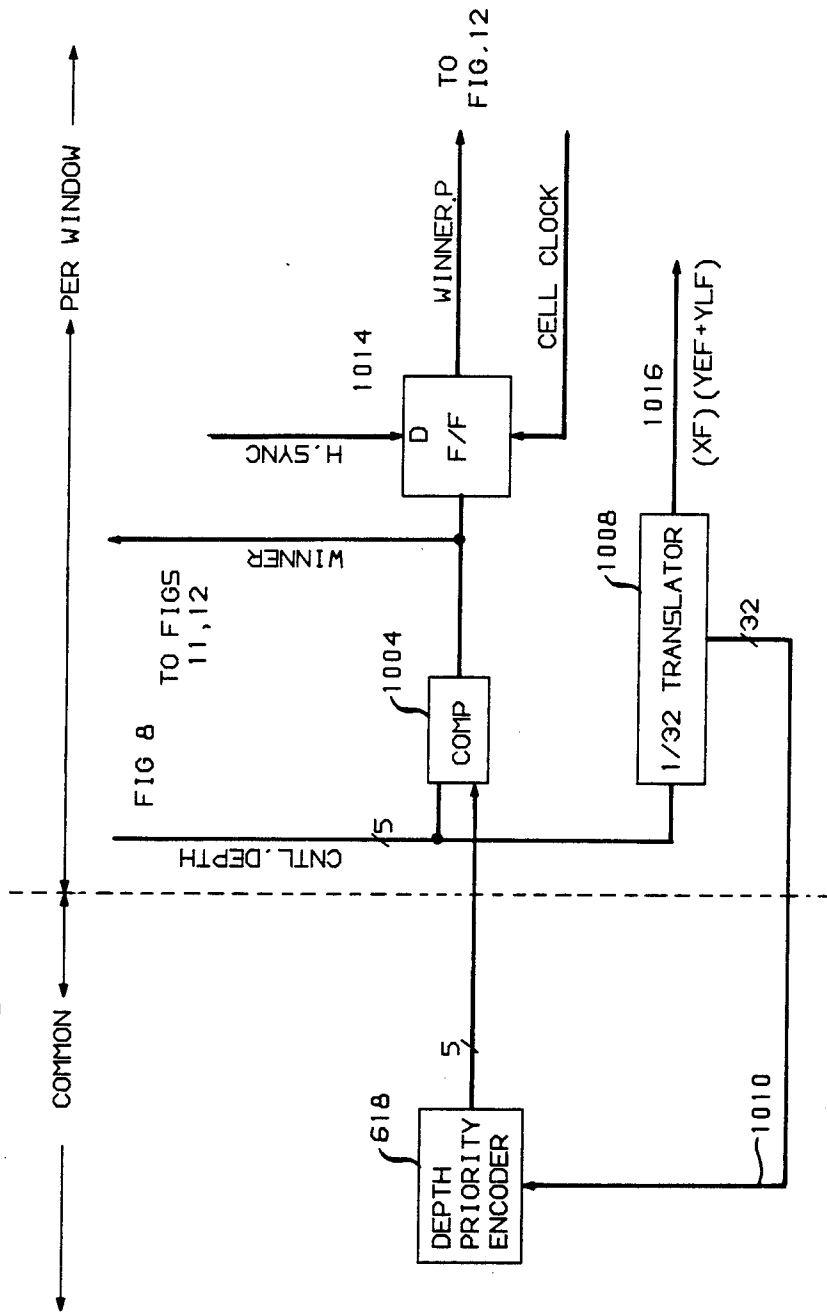 COMMON
PER WINDOW
FIG 8
TO FIGS
11,12
CNTL.DEPTH
5
WINNER
H.SYNC
1014
D
F/F
WINNER.P
TO
FIG.12
CELL CLOCK
1004
COMP
618
DEPTH
PRIORITY
ENCODER
5
1008
1/32 TRANSLATOR
1016
(XF)(YEF+YLF)
32
1010